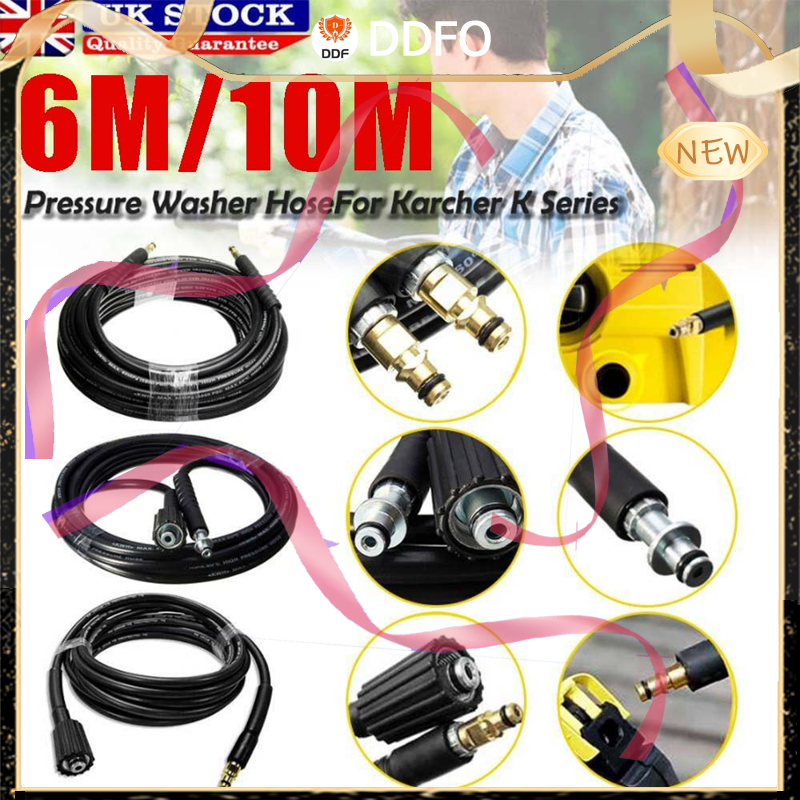 UK STOCK
Quality Guarantee
DDF
DDFO
6M/10M
NEW
Pressure Washer HoseFor Karcher K Series